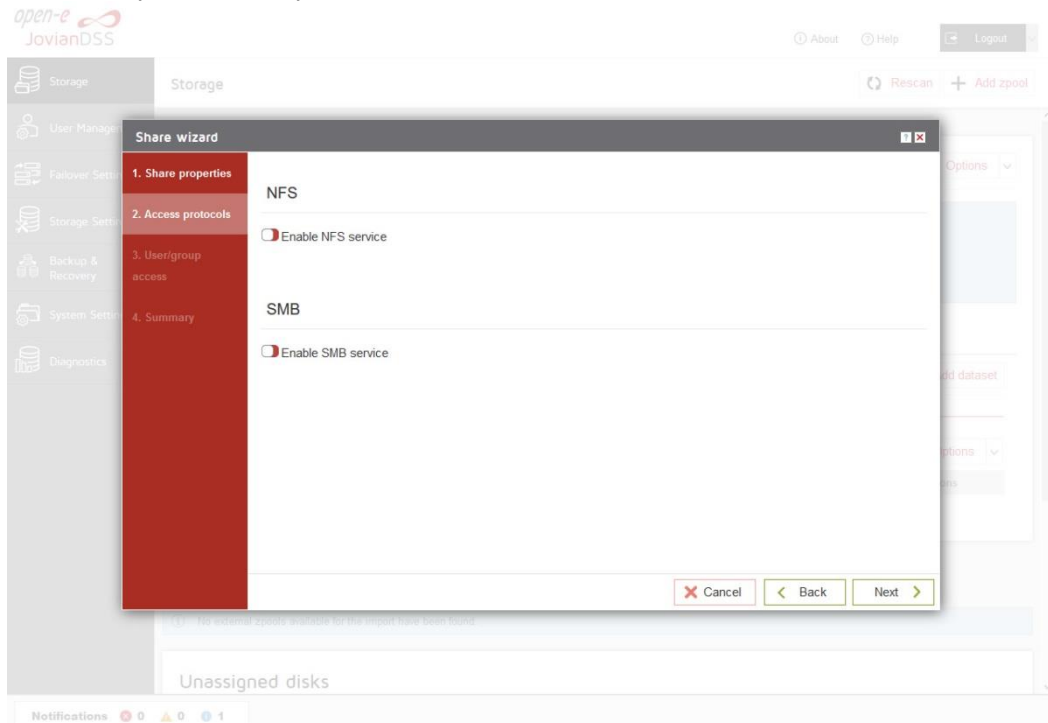 open-e
JovianDSS
About
Help
Logout
Storage
Storage
Rescan
Add zpool
User Manage
Share wizard
?
Options
Failover Settin
1. Share properties
NFS
Storage Settin
2. Access protocols
Enable NFS service
Backup &
Recovery
3. User/group
access
System Settin
4. Summary
SMB
Enable SMB service
Diagnostics
dd dataset
ptions
ons
Cancel
Back
Next
No external zpools available for the import have been found.
Unassigned disks
Notifications 0 0 1